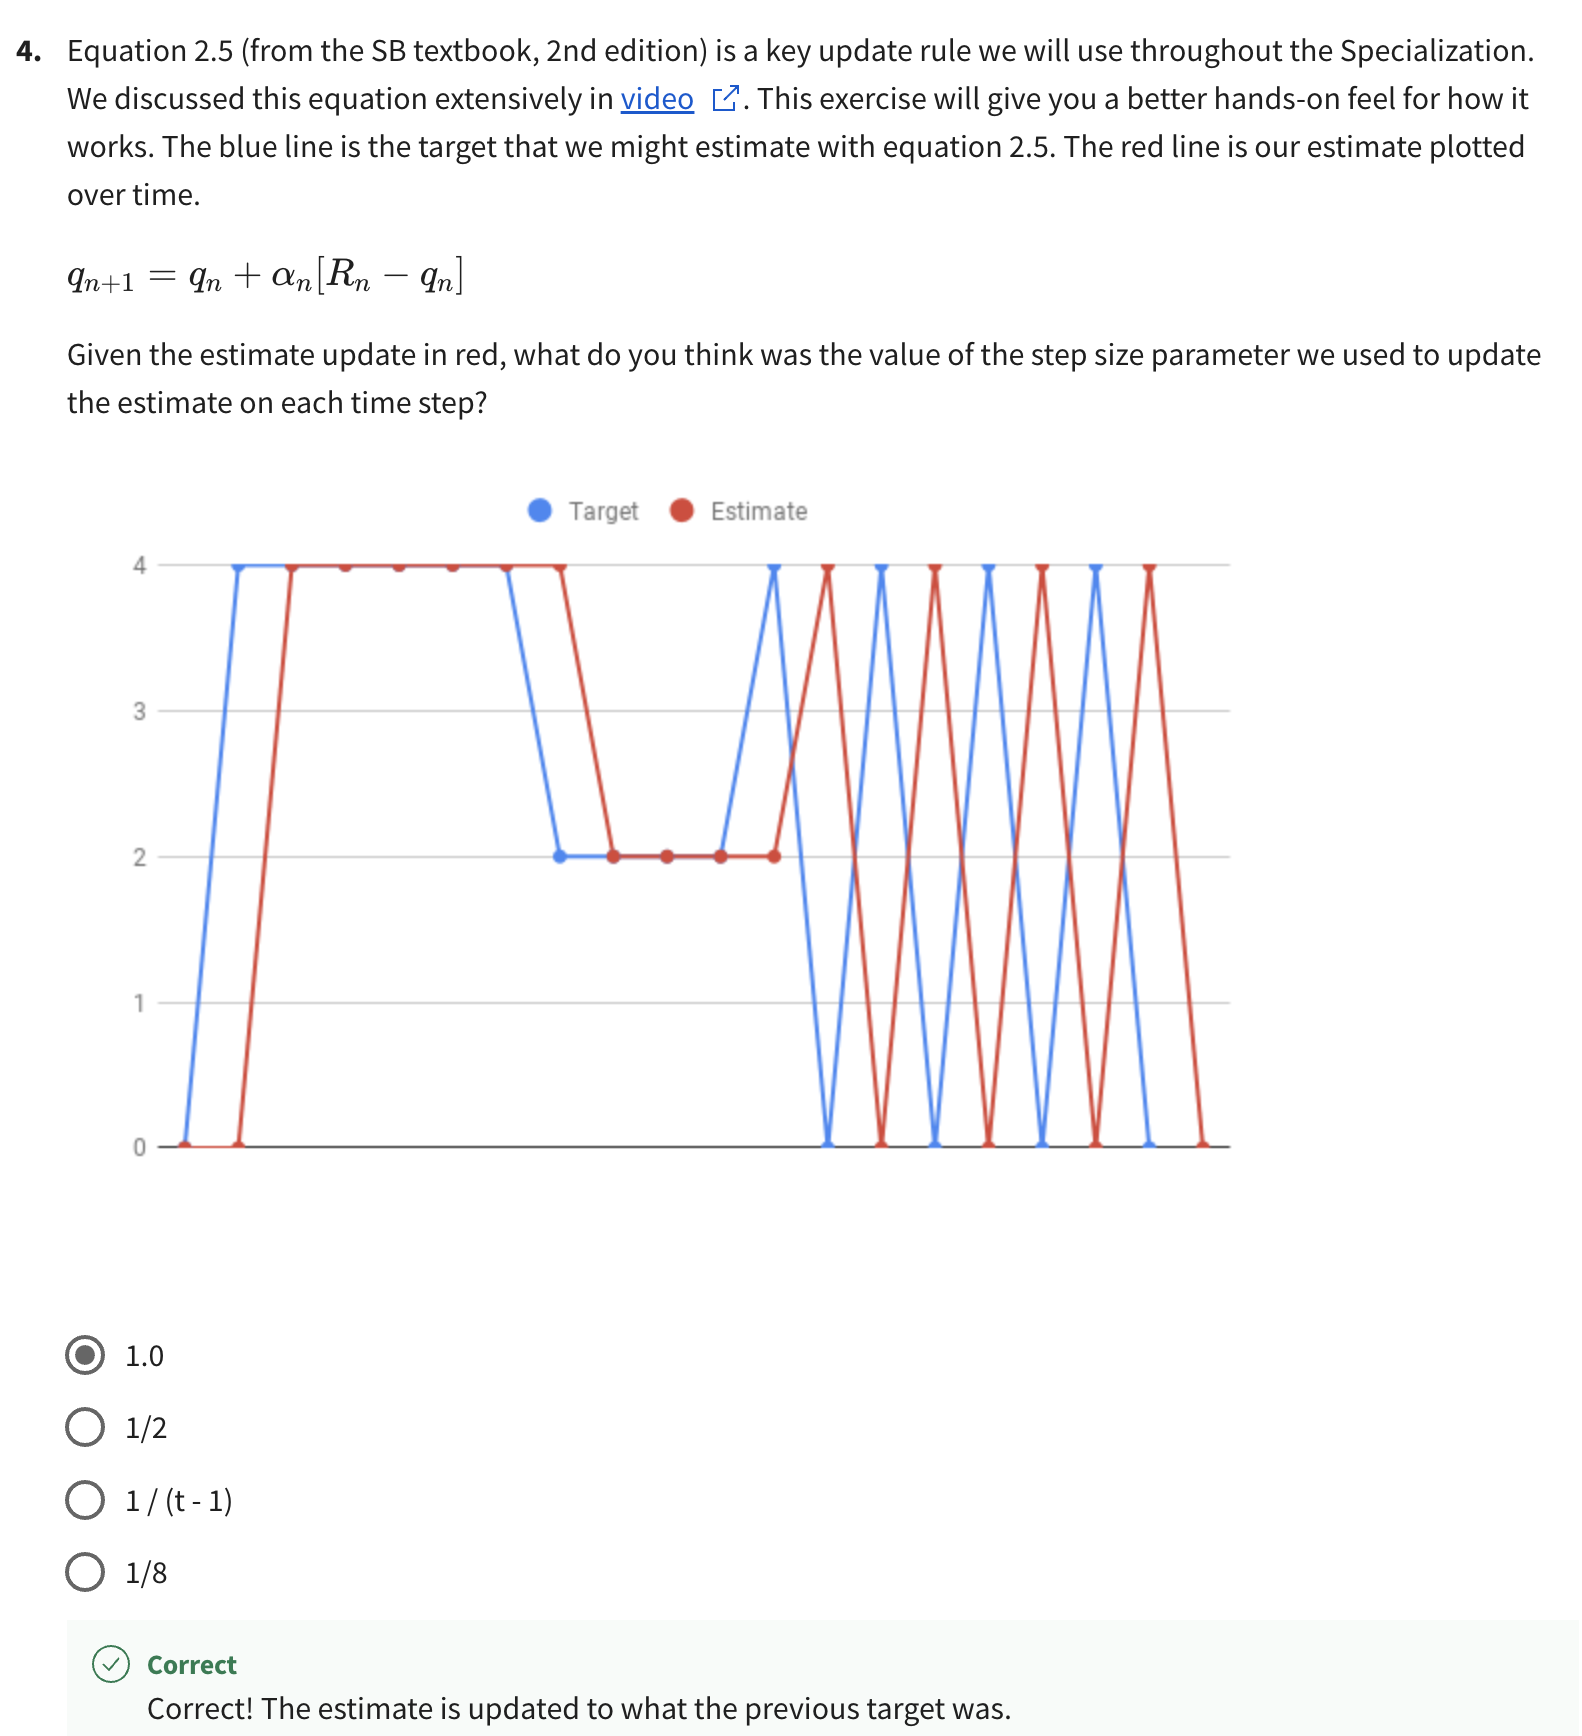 4. Equation 2.5 (from the SB textbook, 2nd edition) is a key update rule we will use throughout the Specialization.
We discussed this equation extensively in video. This exercise will give you a better hands-on feel for how it
works. The blue line is the target that we might estimate with equation 2.5. The red line is our estimate plotted
over time.
qₙ₊₁ = qₙ + αₙ[Rₙ − qₙ]
Given the estimate update in red, what do you think was the value of the step size parameter we used to update
the estimate on each time step?
Target Estimate
4
3
2
1
0
1.0
1/2
1 / (t - 1)
1/8
Correct
Correct! The estimate is updated to what the previous target was.